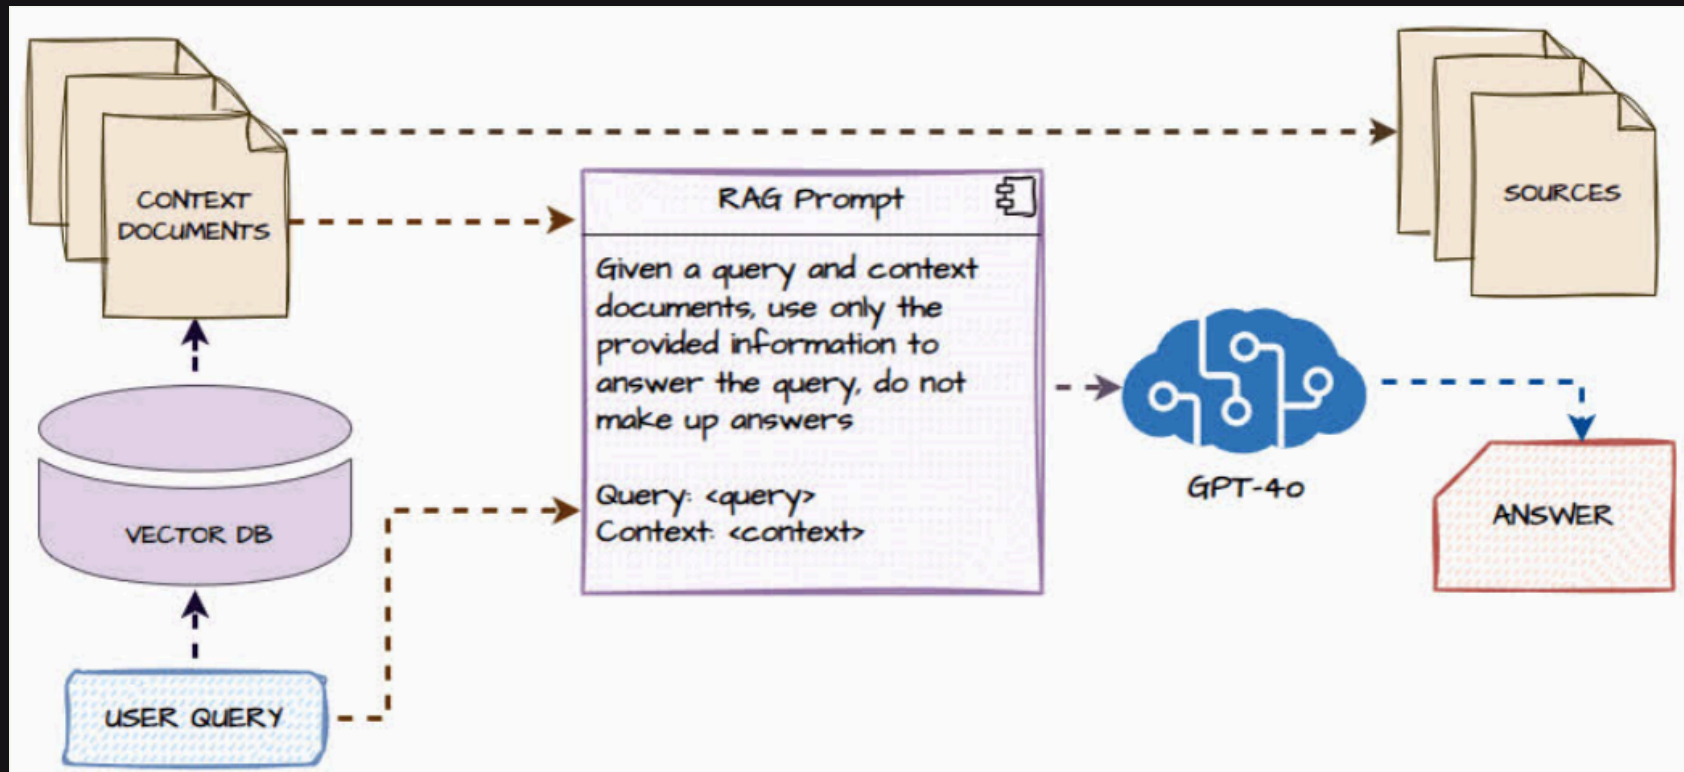 CONTEXT
DOCUMENTS
SOURCES
RAG Prompt
Given a query and context
documents, use only the
provided information to
answer the query, do not
make up answers
Query: <query>
Context: <context>
GPT-4o
ANSWER
VECTOR DB
USER QUERY